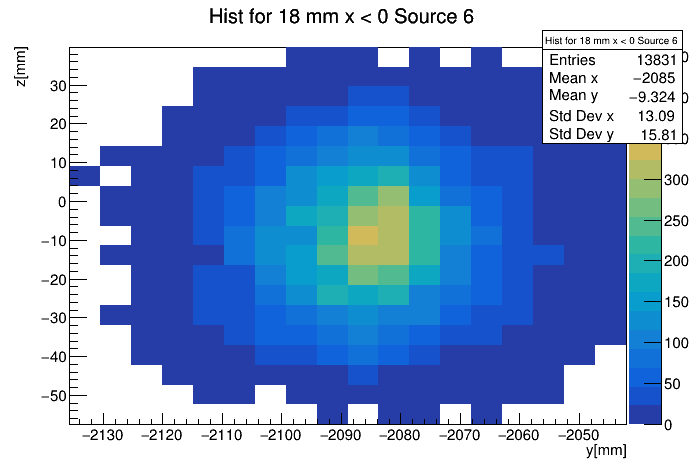 Hist for 18 mm x < 0 Source 6
Hist for 18 mm x < 0 Source 6
Entries 13831
Mean x −2085
Mean y −9.324
Std Dev x 13.09
Std Dev y 15.81
z[mm]
30
20
10
0
−10
−20
−30
−40
−50
−2130 −2120 −2110 −2100 −2090 −2080 −2070 −2060 −2050
y[mm]
300
250
200
150
100
50
0